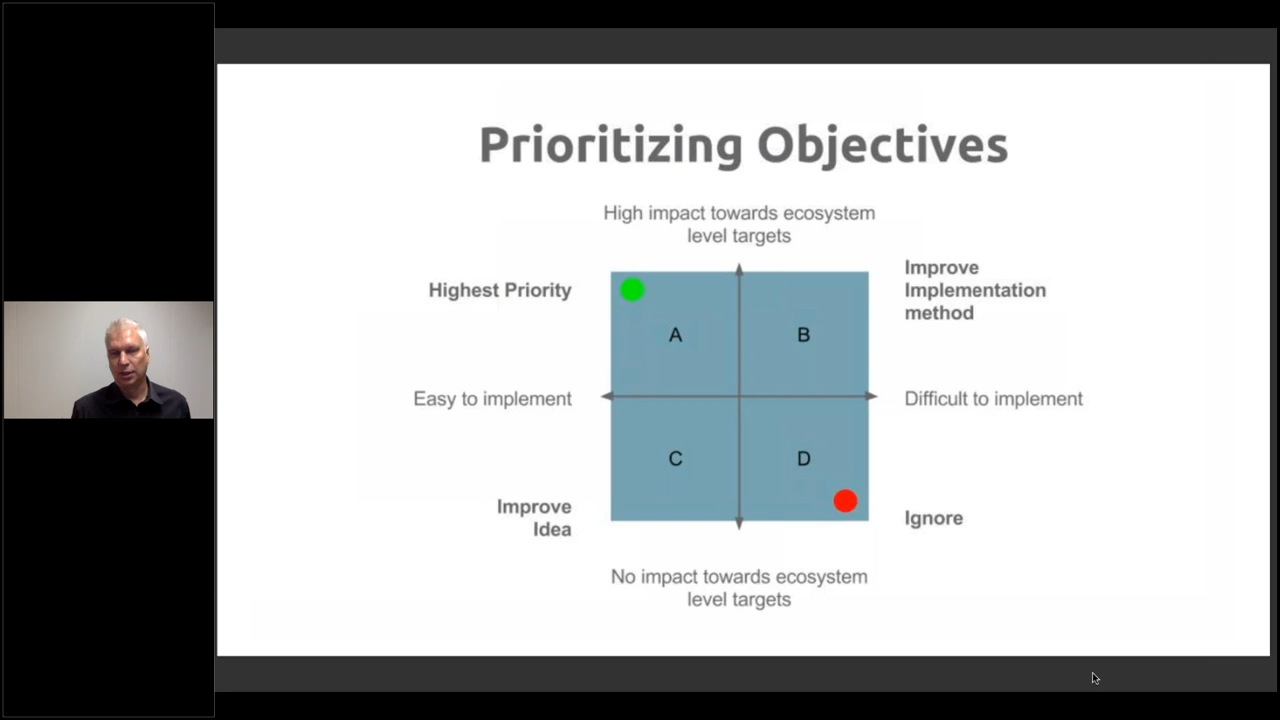 Prioritizing Objectives
High impact towards ecosystem
level targets
Highest Priority
Improve
Implementation
method
A
B
Easy to implement
Difficult to implement
C
D
Improve
Idea
Ignore
No impact towards ecosystem
level targets